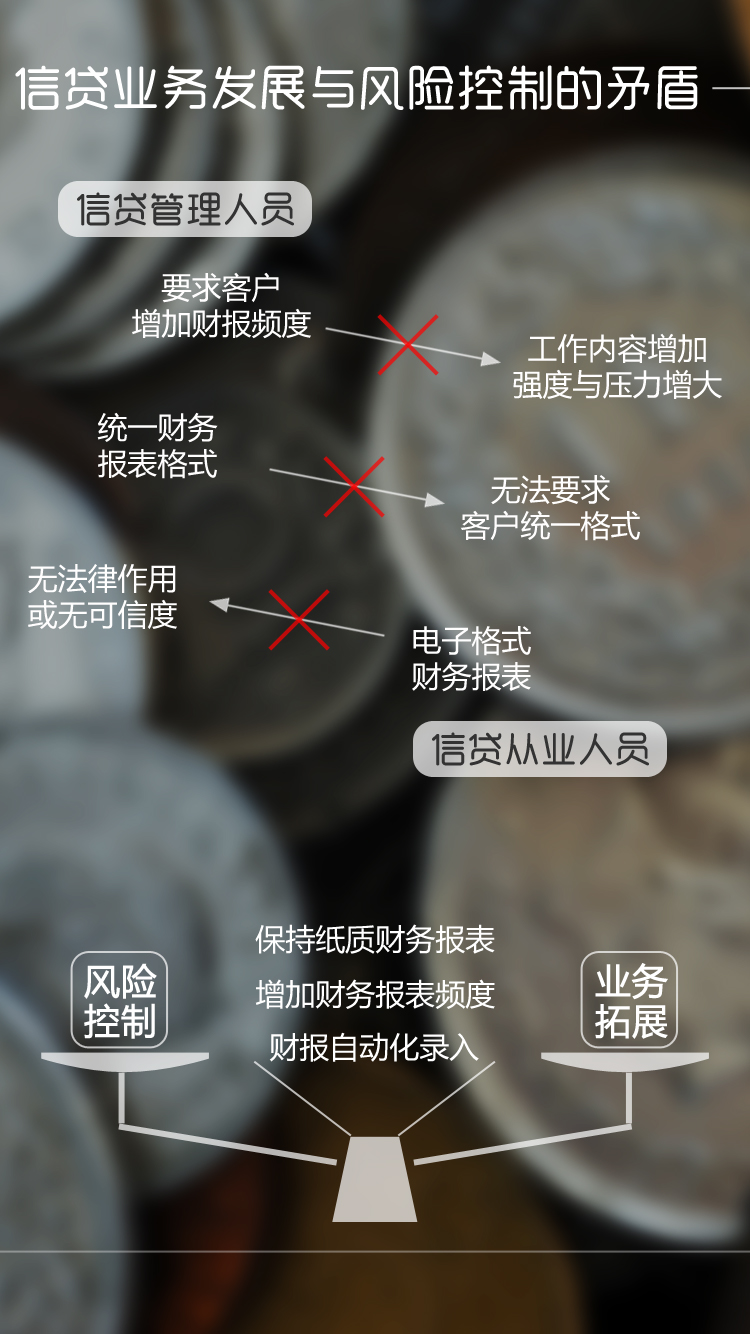 信贷业务发展与风险控制的矛盾
信贷管理人员
要求客户
增加财报频度
工作内容增加
强度与压力增大
统一财务
报表格式
无法要求
客户统一格式
无法律作用
或无可信度
电子格式
财务报表
信贷从业人员
保持纸质财务报表
增加财务报表频度
财报自动化录入
风险
控制
业务
拓展